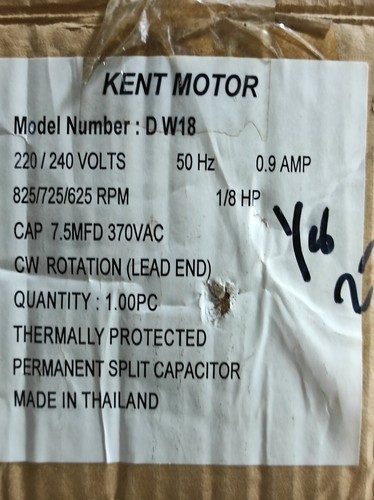 KENT MOTOR
Model Number : D W18
220 / 240 VOLTS 50 Hz 0.9 AMP
825/725/625 RPM 1/8 HP
CAP 7.5MFD 370VAC
CW ROTATION (LEAD END)
QUANTITY : 1.00PC
THERMALLY PROTECTED
PERMANENT SPLIT CAPACITOR
MADE IN THAILAND